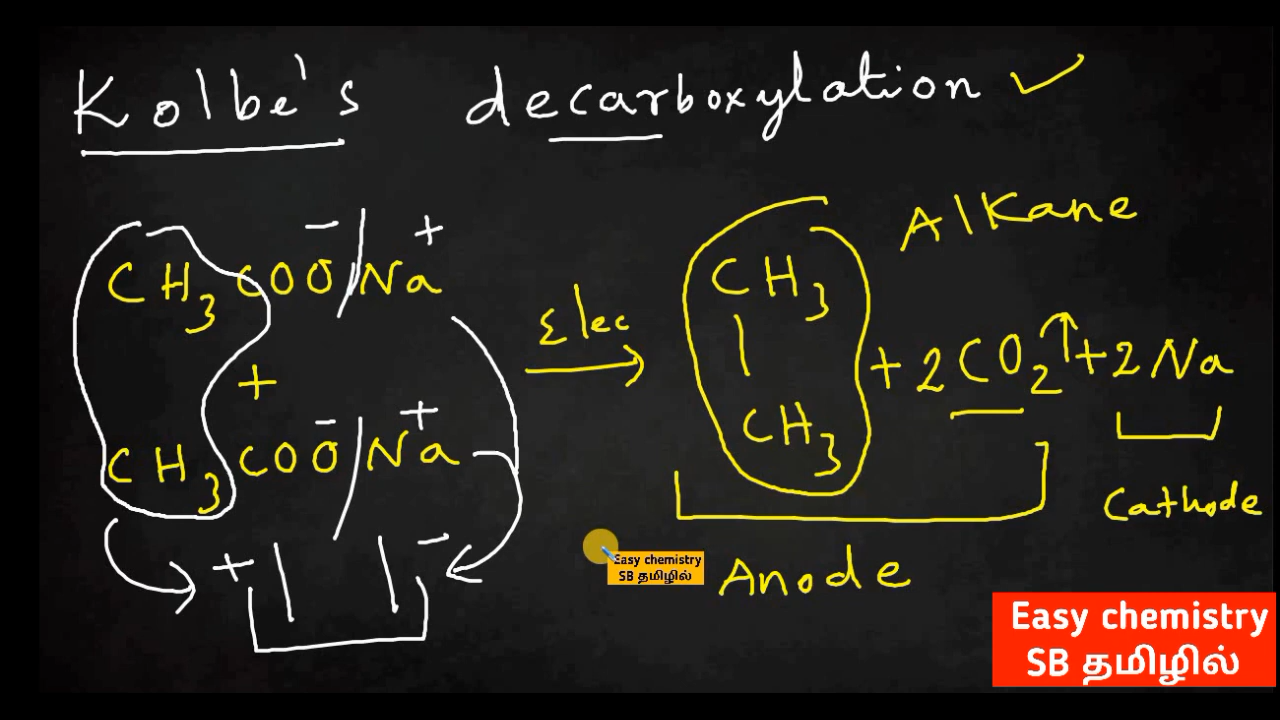 Kolbe's decarboxylation ✓
Alkane
CH3COO⁻/Na⁺
+
CH3COO⁻/Na⁺
Elec
→
CH3
|
CH3
+ 2CO2↑ + 2Na
Cathode
Anode
+ -
Easy chemistry
SB தமிழில்
Easy chemistry
SB தமிழில்